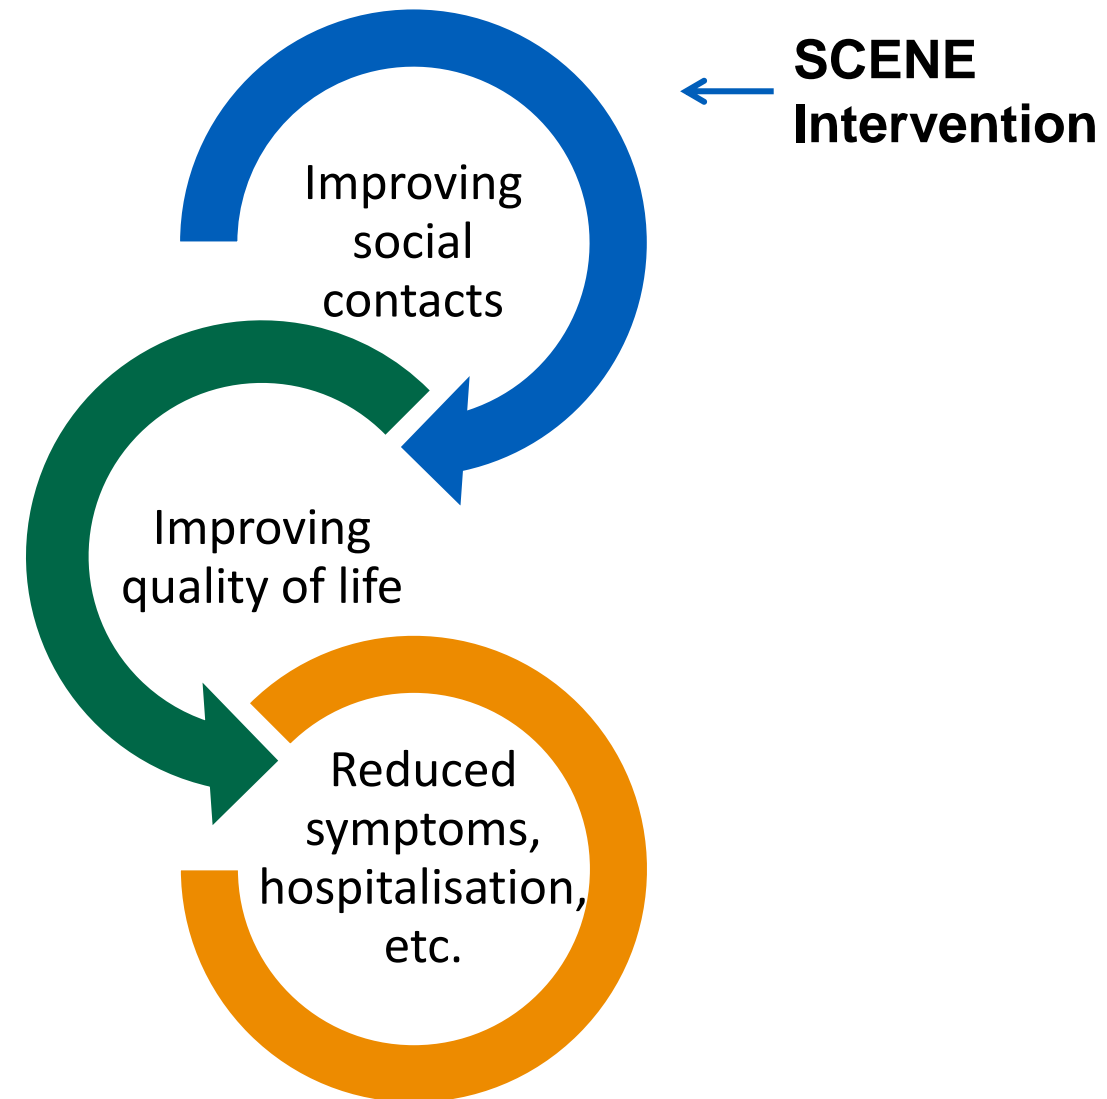 SCENE
Intervention
Improving
social
contacts
Improving
quality of life
Reduced
symptoms,
hospitalisation,
etc.